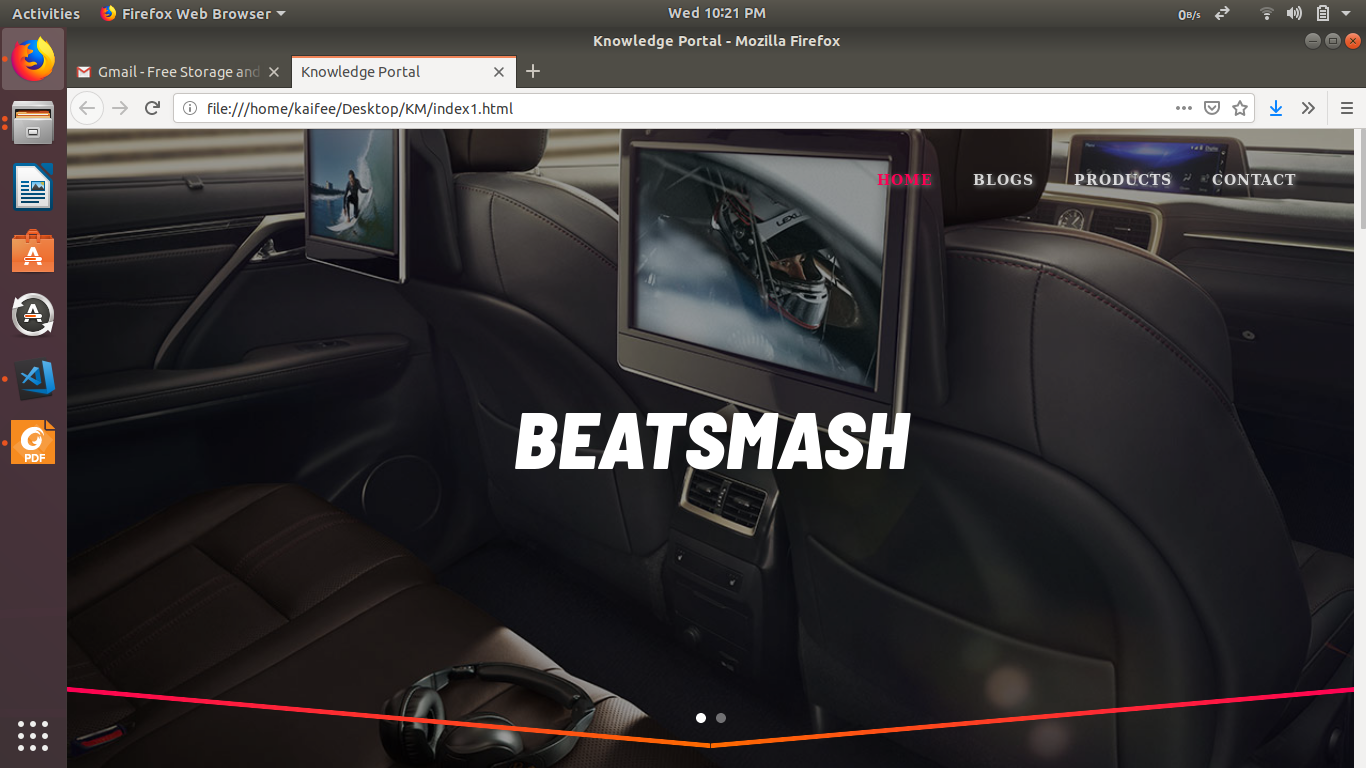 Activities Firefox Web Browser Wed 10:21 PM 0B/s
Knowledge Portal - Mozilla Firefox
Gmail - Free Storage and Knowledge Portal
file:///home/kaifee/Desktop/KM/index1.html
HOME BLOGS PRODUCTS CONTACT
LEXUS
BEATSMASH
PDF